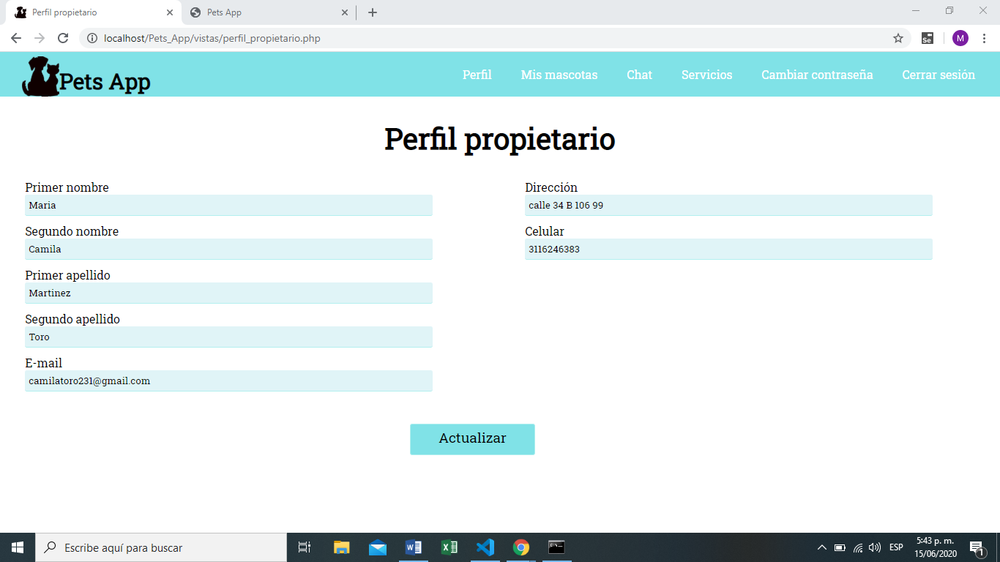 Perfil propietario
Pets App
localhost/Pets_App/vistas/perfil_propietario.php
Se
M
Pets App
Perfil Mis mascotas Chat Servicios Cambiar contraseña Cerrar sesión
Perfil propietario
Primer nombre
Maria
Segundo nombre
Camila
Primer apellido
Martinez
Segundo apellido
Toro
E-mail
camilatoro231@gmail.com
Dirección
calle 34 B 106 99
Celular
3116246383
Actualizar
Escribe aquí para buscar
ESP
5:43 p. m.
15/06/2020
1